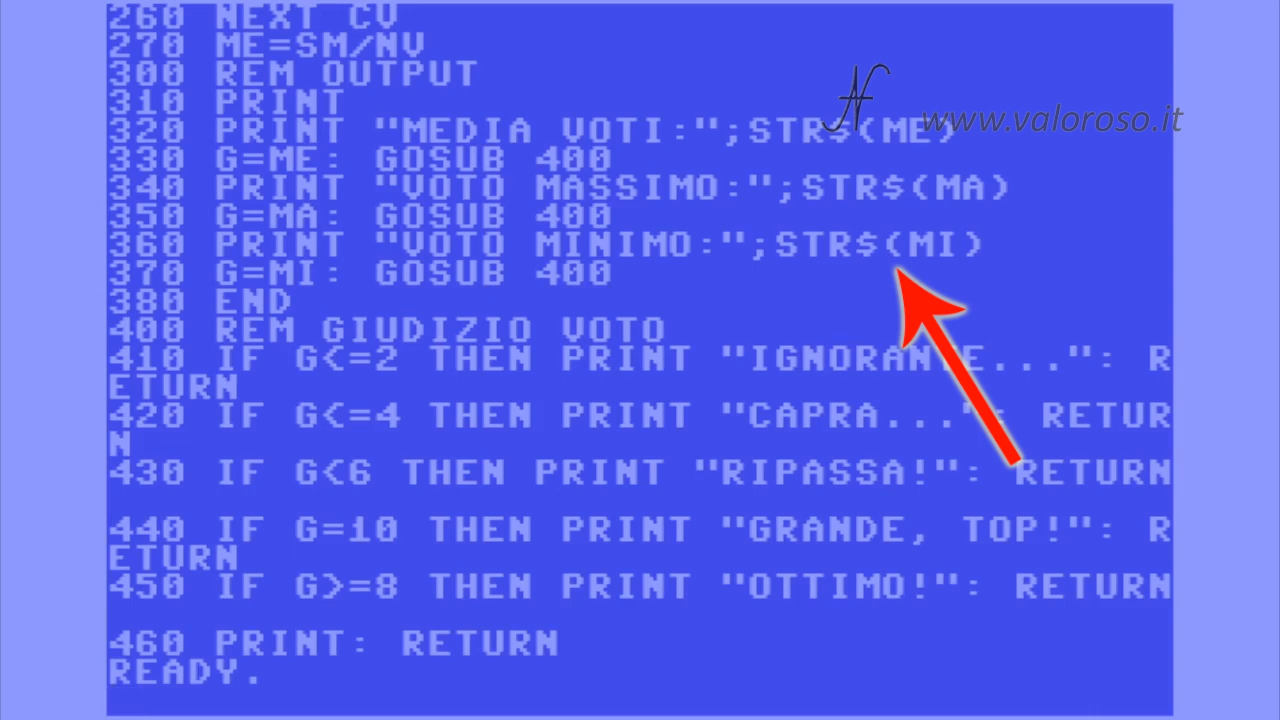 260 NEXT CV
270 ME=SM/NV
300 REM OUTPUT
310 PRINT
320 PRINT "MEDIA VOTI:";STR$(ME)
www.valoroso.it
330 G=ME: GOSUB 400
340 PRINT "VOTO MASSIMO:";STR$(MA)
350 G=MA: GOSUB 400
360 PRINT "VOTO MINIMO:";STR$(MI)
370 G=MI: GOSUB 400
380 END
400 REM GIUDIZIO VOTO
410 IF G<=2 THEN PRINT "IGNORANTE...": R
ETURN
420 IF G<=4 THEN PRINT "CAPRA...": RETUR
N
430 IF G<6 THEN PRINT "RIPASSA!": RETURN
440 IF G=10 THEN PRINT "GRANDE, TOP!": R
ETURN
450 IF G>=8 THEN PRINT "OTTIMO!": RETURN
460 PRINT: RETURN
READY.